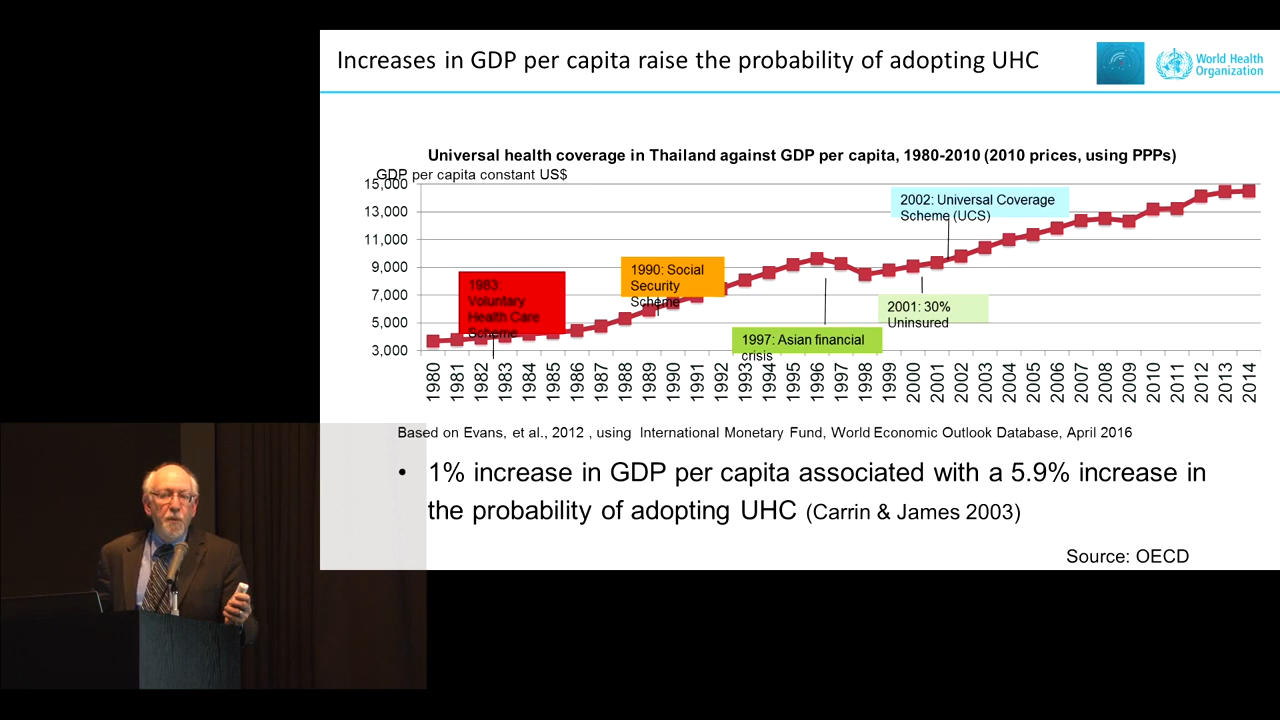 Increases in GDP per capita raise the probability of adopting UHC
World Health
Organization
Universal health coverage in Thailand against GDP per capita, 1980-2010 (2010 prices, using PPPs)
GDP per capita constant US$
15,000
13,000
11,000
9,000
7,000
5,000
3,000
1983:
Voluntary
Health Care
Scheme
1990: Social
Security
Scheme
1997: Asian financial
crisis
2002: Universal Coverage
Scheme (UCS)
2001: 30%
Uninsured
1980 1981 1982 1983 1984 1985 1986 1987 1988 1989 1990 1991 1992 1993 1994 1995 1996 1997 1998 1999 2000 2001 2002 2003 2004 2005 2006 2007 2008 2009 2010 2011 2012 2013 2014
Based on Evans, et al., 2012 , using International Monetary Fund, World Economic Outlook Database, April 2016
• 1% increase in GDP per capita associated with a 5.9% increase in
the probability of adopting UHC (Carrin & James 2003)
Source: OECD